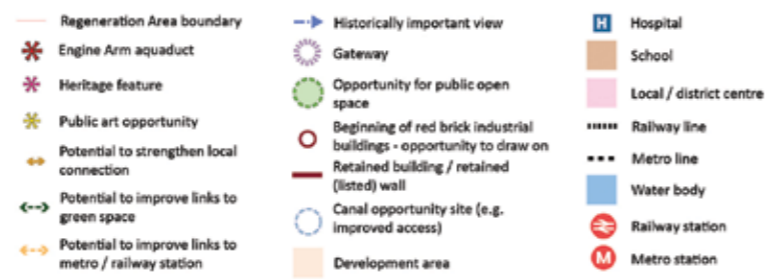 Regeneration Area boundary
Engine Arm aquaduct
Heritage feature
Public art opportunity
Potential to strengthen local
connection
Potential to improve links to
green space
Potential to improve links to
metro / railway station
Historically important view
Gateway
Opportunity for public open
space
Beginning of red brick industrial
buildings - opportunity to draw on
Retained building / retained
(listed) wall
Canal opportunity site (e.g.
improved access)
Development area
H Hospital
School
Local / district centre
Railway line
Metro line
Water body
Railway station
M Metro station